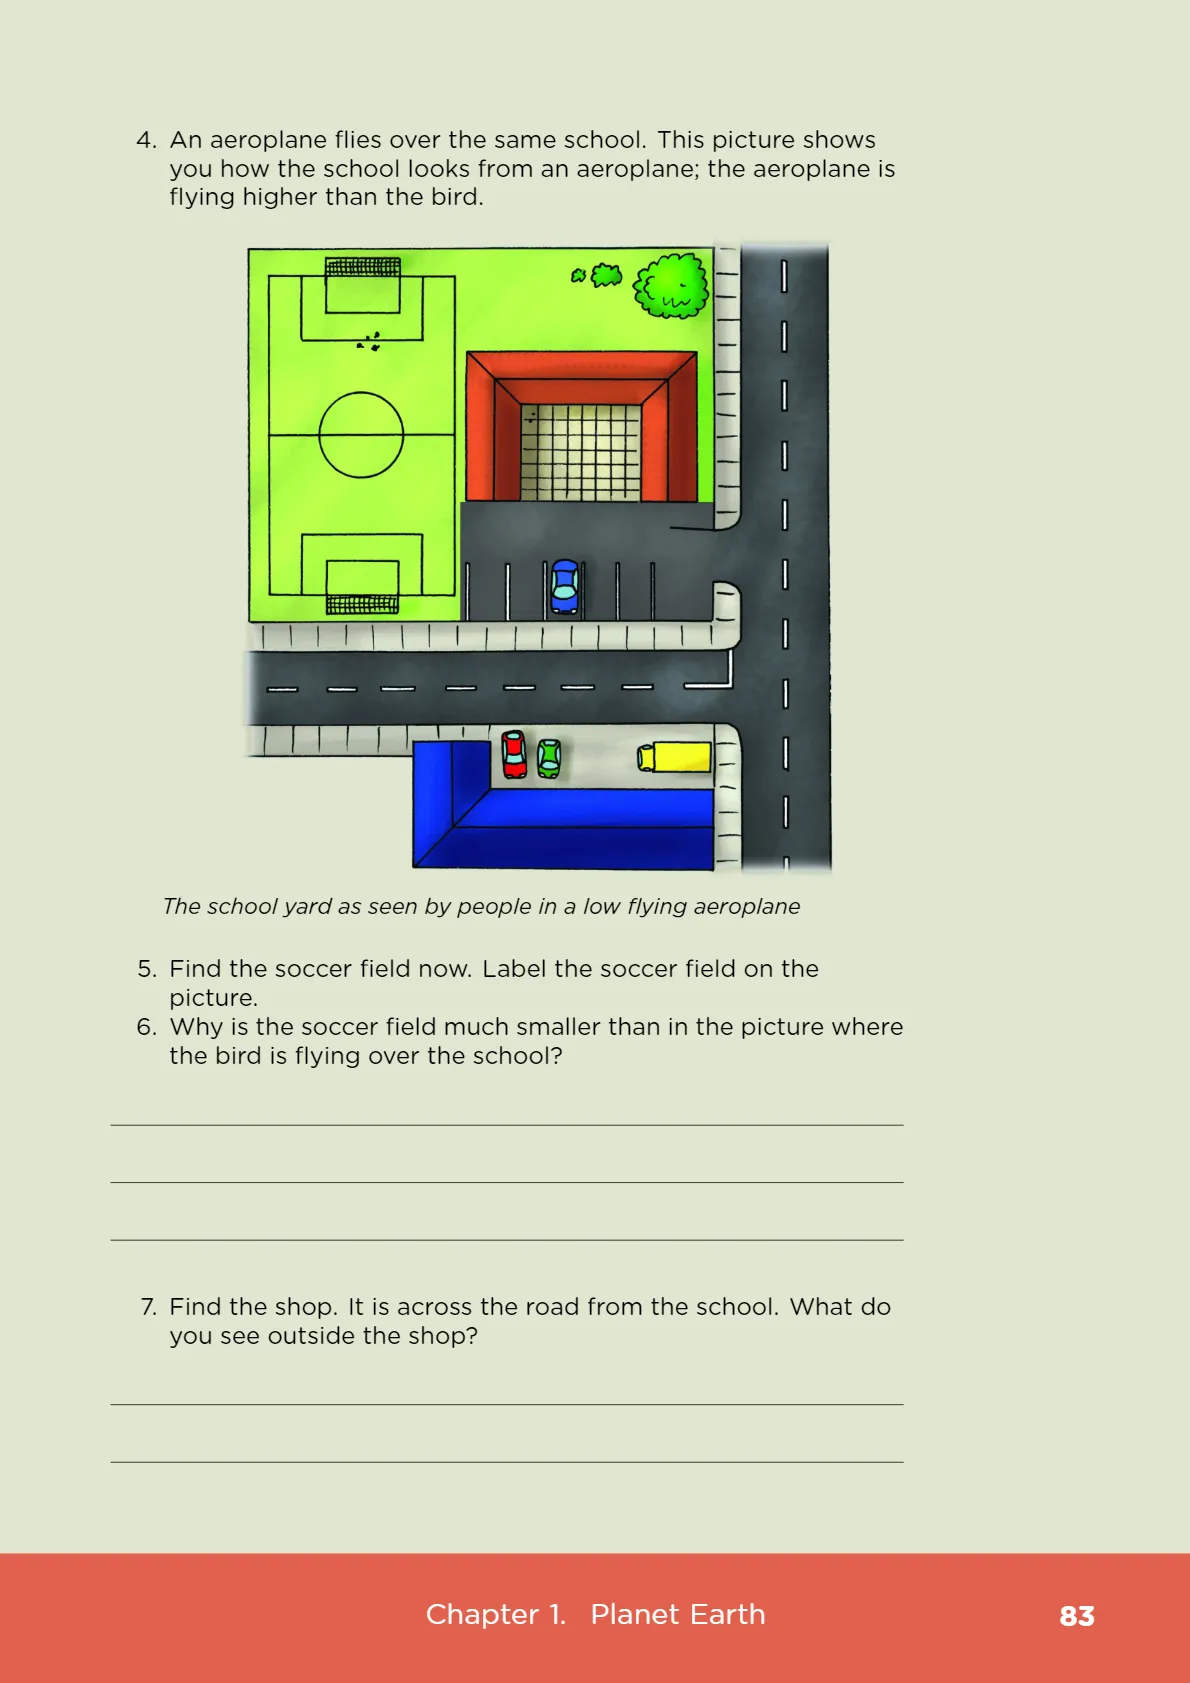 4. An aeroplane flies over the same school. This picture shows
you how the school looks from an aeroplane; the aeroplane is
flying higher than the bird.
The school yard as seen by people in a low flying aeroplane
5. Find the soccer field now. Label the soccer field on the
picture.
6. Why is the soccer field much smaller than in the picture where
the bird is flying over the school?
7. Find the shop. It is across the road from the school. What do
you see outside the shop?
Chapter 1. Planet Earth
83